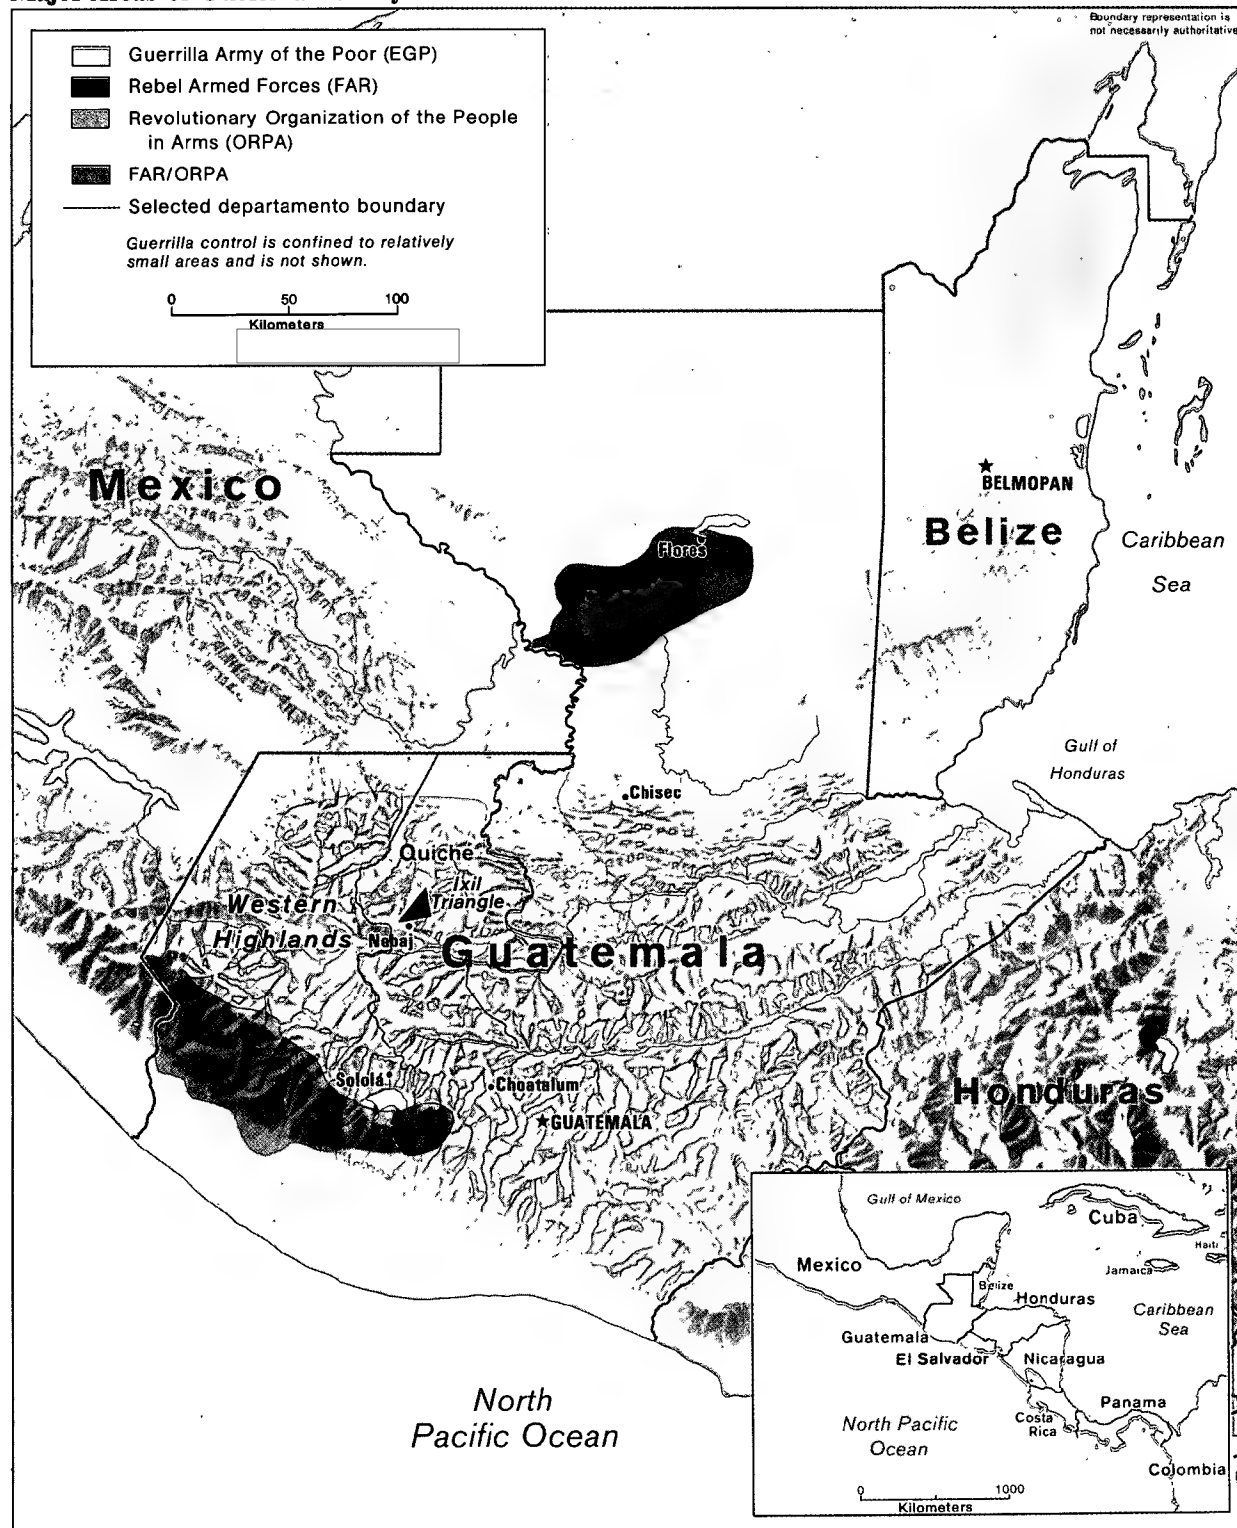 Boundary representation is
not necessarily authoritative
Guerrilla Army of the Poor (EGP)
Rebel Armed Forces (FAR)
Revolutionary Organization of the People
in Arms (ORPA)
FAR/ORPA
Selected departamento boundary
Guerrilla control is confined to relatively
small areas and is not shown.
0 50 100
Kilometers
Mexico
BELMOPAN
Belize
Flores
Caribbean
Sea
Gulf of
Honduras
Chisec
Quiche
Ixil
Triangle
Western
Highlands
Nebaj
Guatemala
Solola
Choatalum
GUATEMALA
Honduras
North
Pacific Ocean
Gulf of Mexico
Cuba
Haiti
Jamaica
Mexico
Belize
Honduras
Caribbean
Sea
Guatemala
El Salvador
Nicaragua
Panama
Costa
Rica
North Pacific
Ocean
Colombia
0 1000
Kilometers